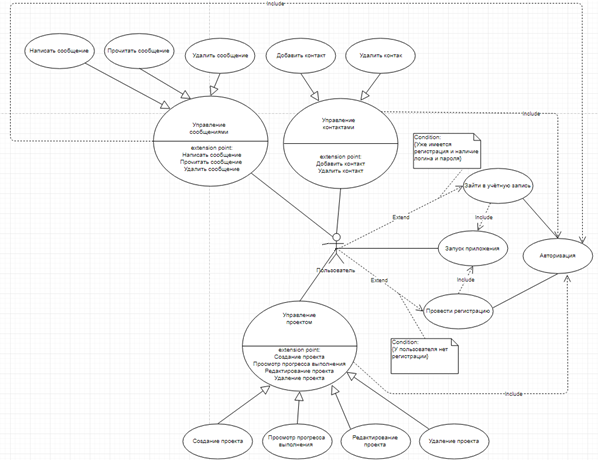 Include
Написать сообщение
Прочитать сообщение
Удалить сообщение
Добавить контакт
Удалить контак
Управление
сообщениями
extension point:
Написать сообщение
Прочитать сообщение
Удалить сообщение
Управление
контактами
extension point:
Добавить контакт
Удалить контакт
Include
Condition:
{Уже имеется
регистрация и наличие
логина и пароля}
Зайти в учётную запись
Extend
Include
Пользователь
Запуск приложения
Авторизация
Extend
Include
Провести регистрацию
Управление
проектом
extension point:
Создание проекта
Просмотр прогресса выполнения
Редактирование проекта
Удаление проекта
Condition:
{У пользователя нет
регистрации}
Include
Создание проекта
Просмотр прогресса
выполнения
Редактирование
проекта
Удаление проекта